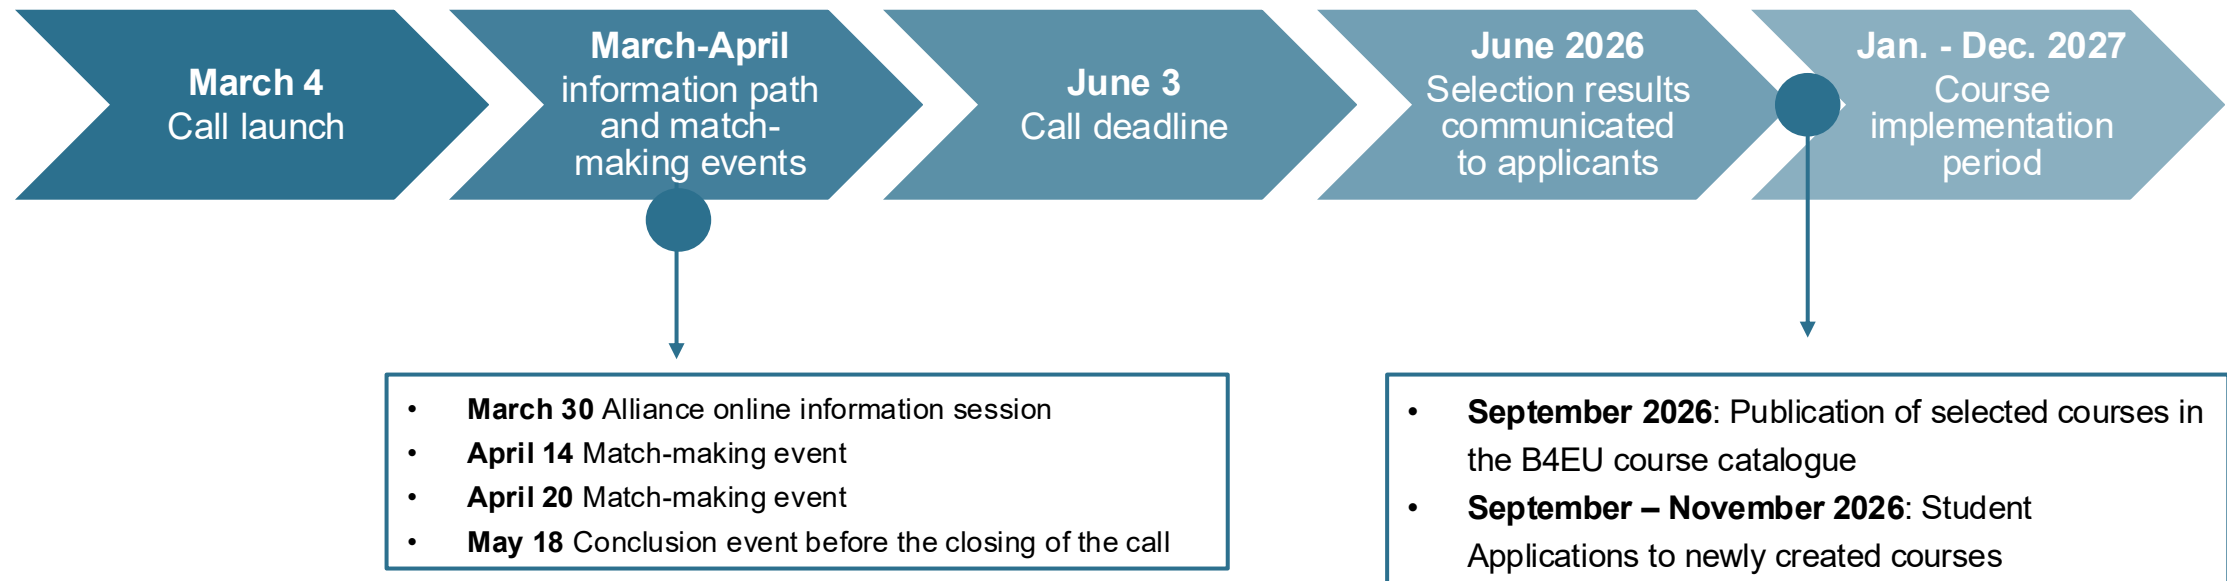 March 4
Call launch
March-April
information path
and match-
making events
June 3
Call deadline
June 2026
Selection results
communicated
to applicants
Jan. - Dec. 2027
Course
implementation
period
• March 30 Alliance online information session
• April 14 Match-making event
• April 20 Match-making event
• May 18 Conclusion event before the closing of the call
• September 2026: Publication of selected courses in
the B4EU course catalogue
• September – November 2026: Student
Applications to newly created courses